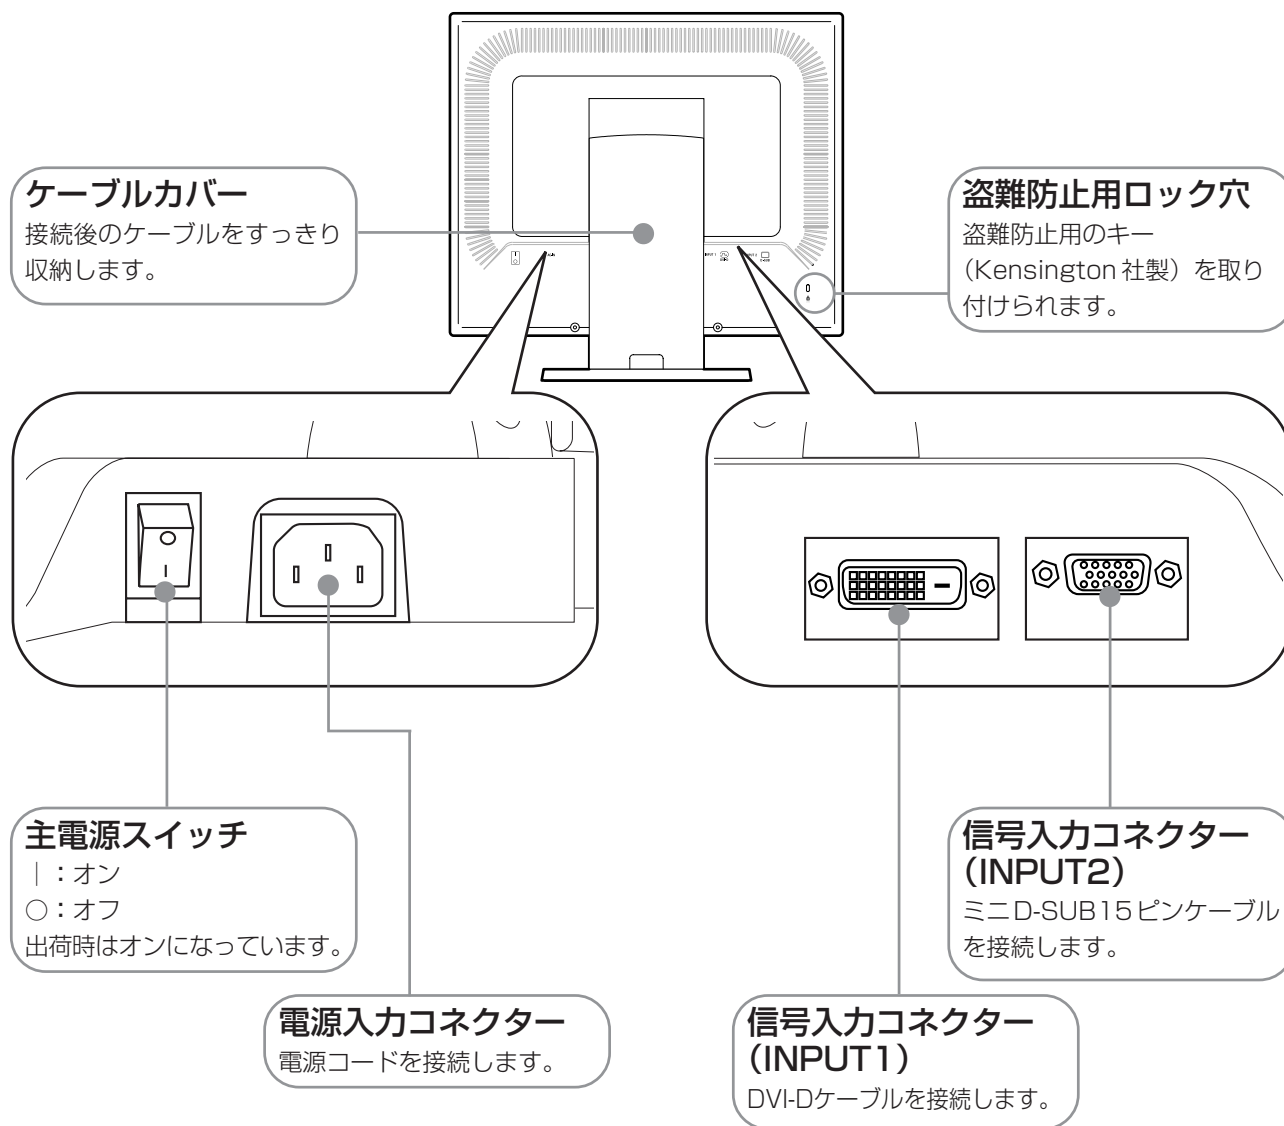 ケーブルカバー
接続後のケーブルをすっきり
収納します。
盗難防止用ロック穴
盗難防止用のキー
（Kensington 社製）を取り
付けられます。
主電源スイッチ
｜：オン
○：オフ
出荷時はオンになっています。
電源入力コネクター
電源コードを接続します。
信号入力コネクター
（INPUT1）
DVI-Dケーブルを接続します。
信号入力コネクター
（INPUT2）
ミニD-SUB15ピンケーブル
を接続します。